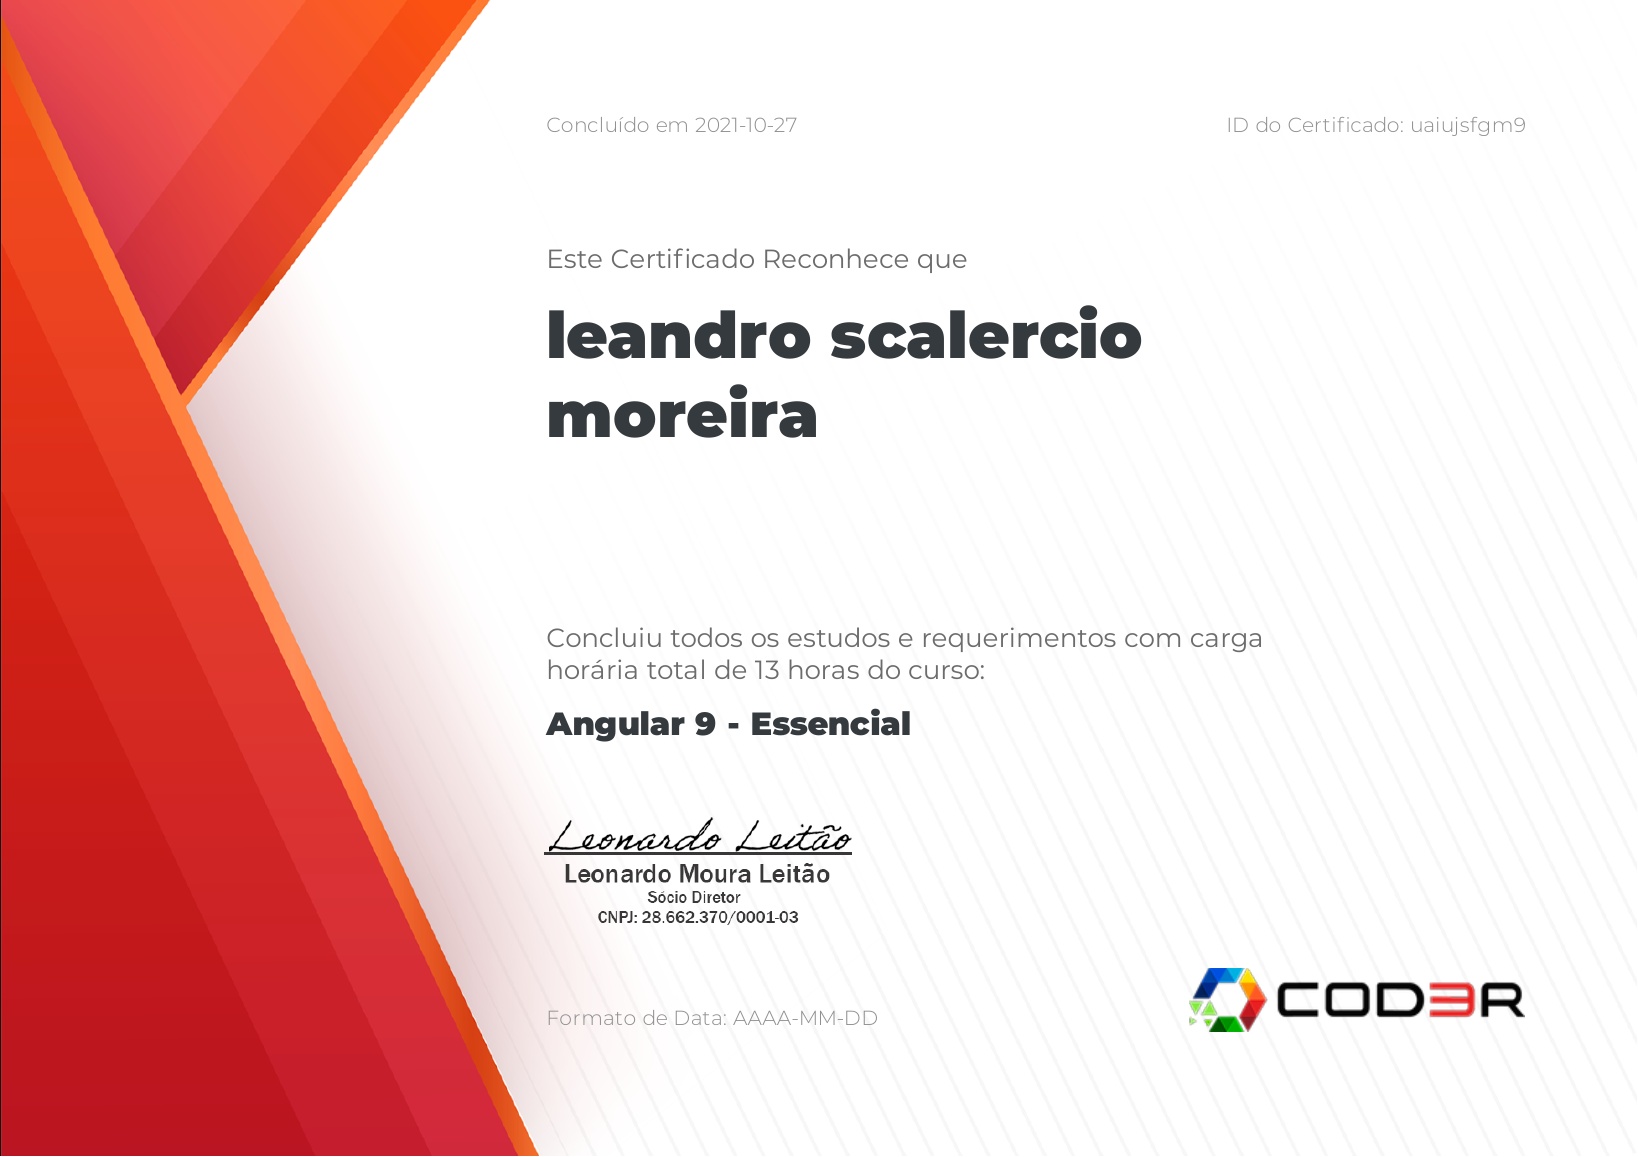 Concluído em 2021-10-27
ID do Certificado: uaiujsfgm9
Este Certificado Reconhece que
leandro scalercio
moreira
Concluiu todos os estudos e requerimentos com carga
horária total de 13 horas do curso:
Angular 9 - Essencial
Leonardo Leitão
Leonardo Moura Leitão
Sócio Diretor
CNPJ: 28.662.370/0001-03
Formato de Data: AAAA-MM-DD
COD3R